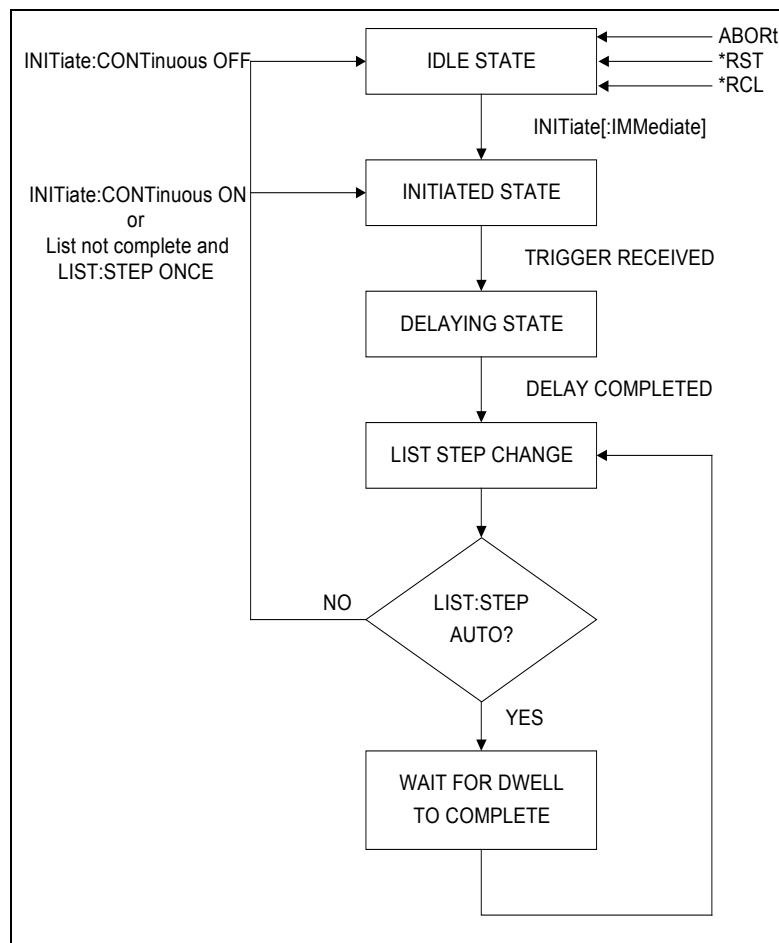 ABORt
INITiate:CONTinuous OFF
IDLE STATE
*RST
*RCL
INITiate[:IMMediate]
INITiate:CONTinuous ON
or
List not complete and
LIST:STEP ONCE
INITIATED STATE
TRIGGER RECEIVED
DELAYING STATE
DELAY COMPLETED
LIST STEP CHANGE
NO
LIST:STEP
AUTO?
YES
WAIT FOR DWELL
TO COMPLETE